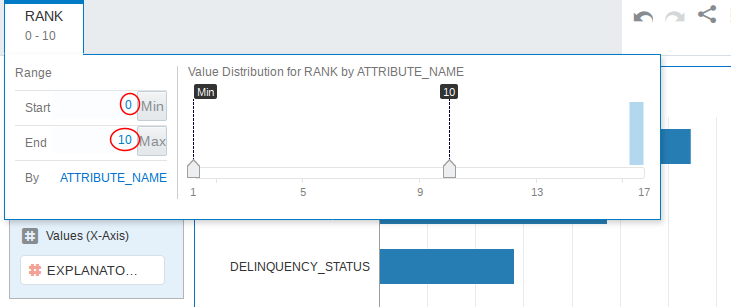 RANK
0 - 10
Range
Value Distribution for RANK by ATTRIBUTE_NAME
Start 0 Min
Min 10
End 10 Max
By ATTRIBUTE_NAME
1 5 9 13 17
Values (X-Axis)
EXPLANATO...
DELINQUENCY_STATUS